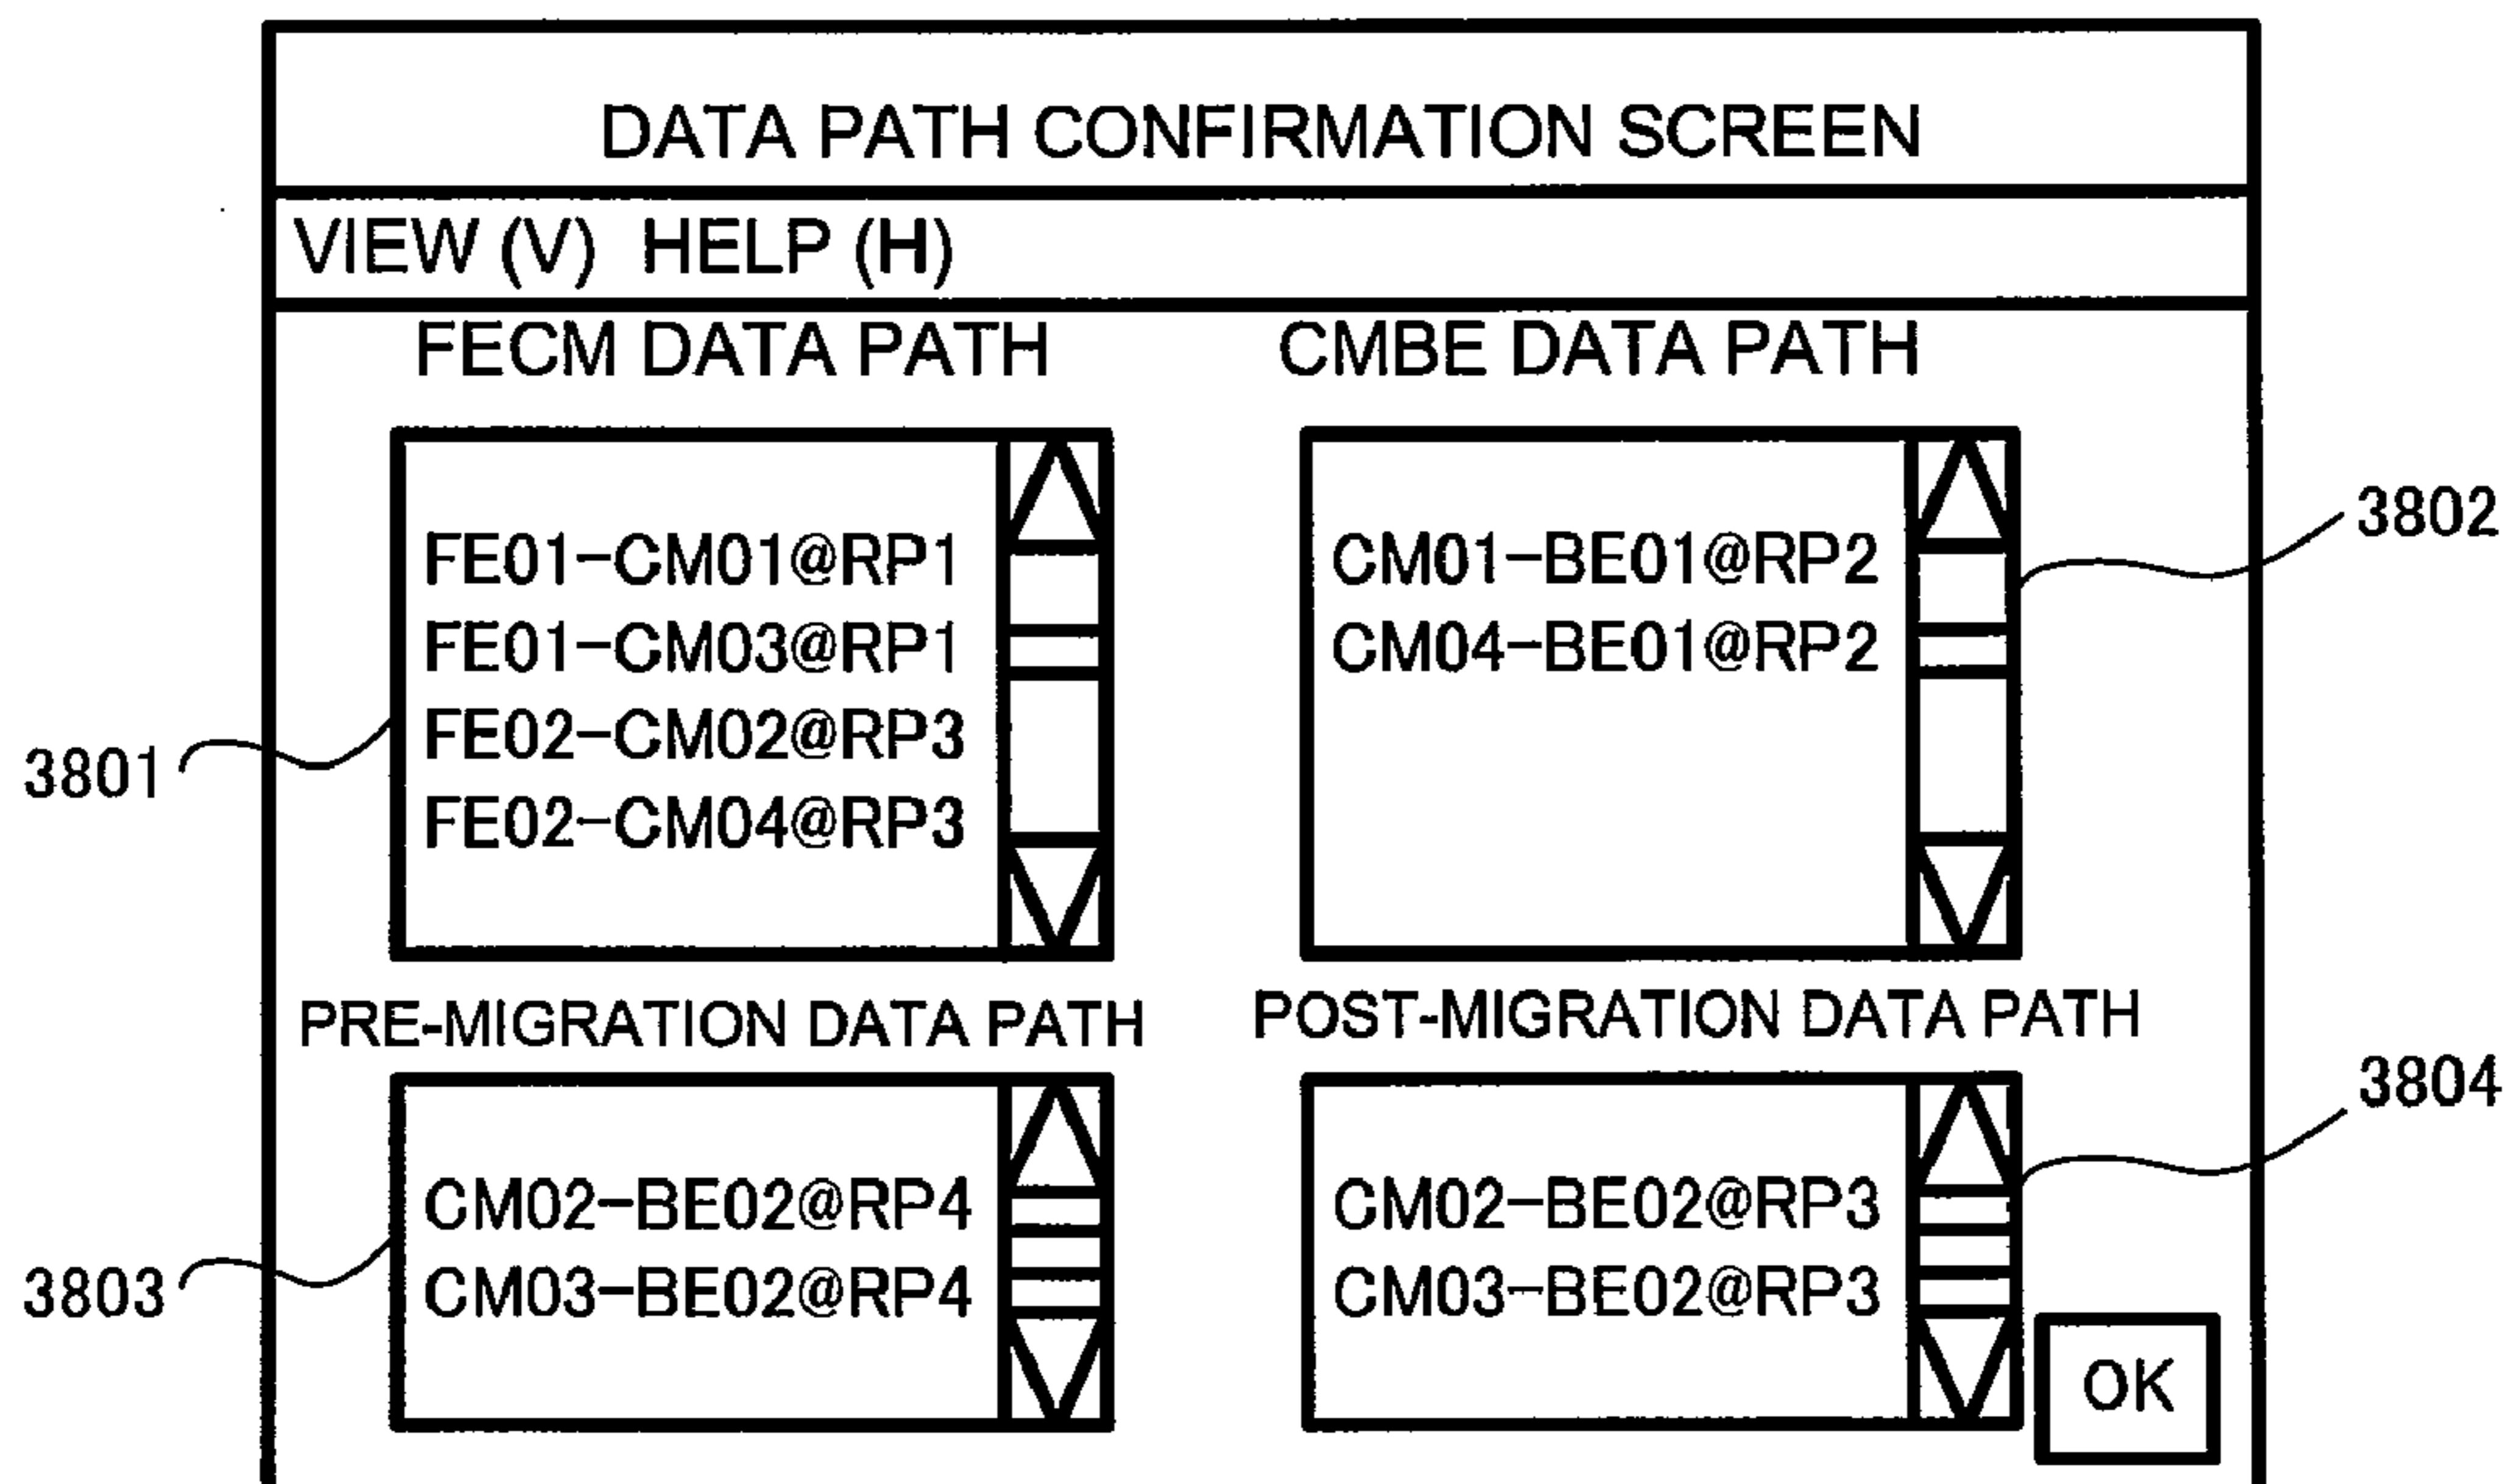 DATA PATH CONFIRMATION SCREEN
VIEW (V) HELP (H)
FECM DATA PATH
CMBE DATA PATH
FE01-CM01@RP1
FE01-CM03@RP1
FE02-CM02@RP3
FE02-CM04@RP3
3801
CM01-BE01@RP2
CM04-BE01@RP2
3802
PRE-MIGRATION DATA PATH
POST-MIGRATION DATA PATH
CM02-BE02@RP4
CM03-BE02@RP4
3803
CM02-BE02@RP3
CM03-BE02@RP3
3804
OK